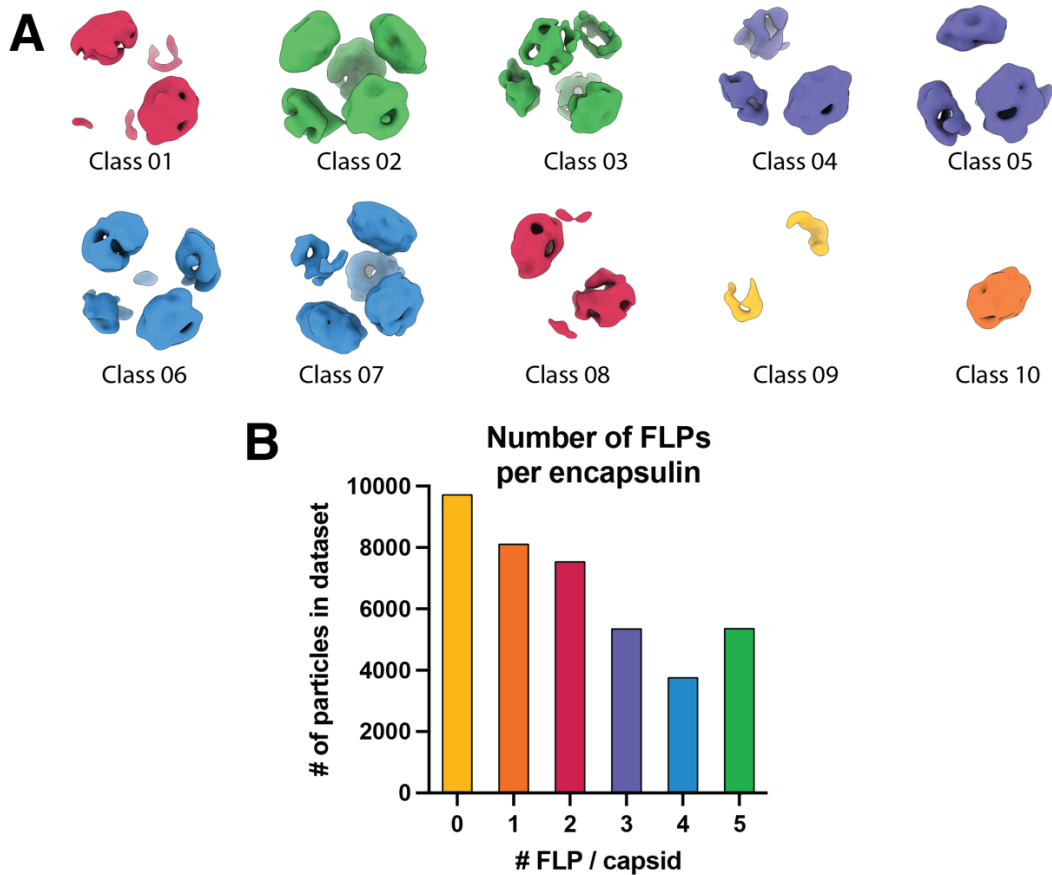 A
Class 01
Class 02
Class 03
Class 04
Class 05
Class 06
Class 07
Class 08
Class 09
Class 10
B
Number of FLPs
per encapsulin
# of particles in dataset
10000
8000
6000
4000
2000
0
0 1 2 3 4 5
# FLP / capsid